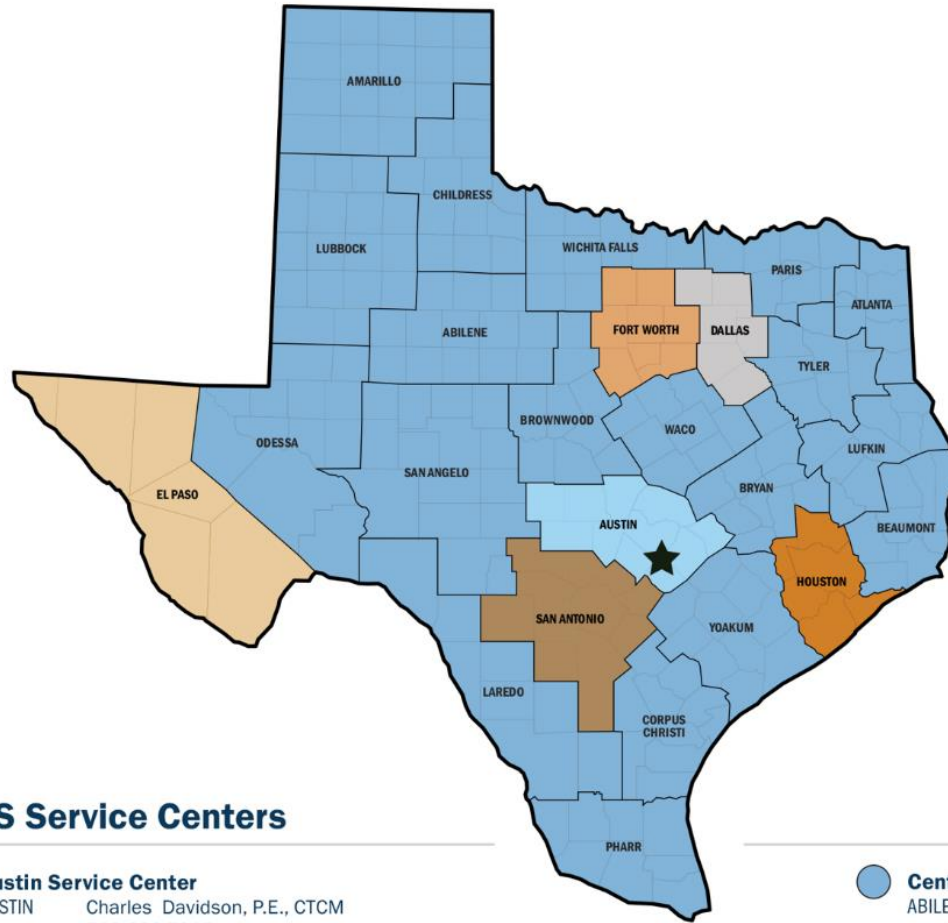 AMARILLO
CHILDRESS
LUBBOCK
WICHITA FALLS
PARIS
ATLANTA
FORT WORTH
DALLAS
ABILENE
TYLER
BROWNWOOD
WACO
ODESSA
LUFKIN
SAN ANGELO
BRYAN
EL PASO
AUSTIN
BEAUMONT
HOUSTON
SAN ANTONIO
YOAKUM
LAREDO
CORPUS
CHRISTI
PHARR
S Service Centers
ustin Service Center
STIN Charles Davidson, P.E., CTCM
Cent
ABILE